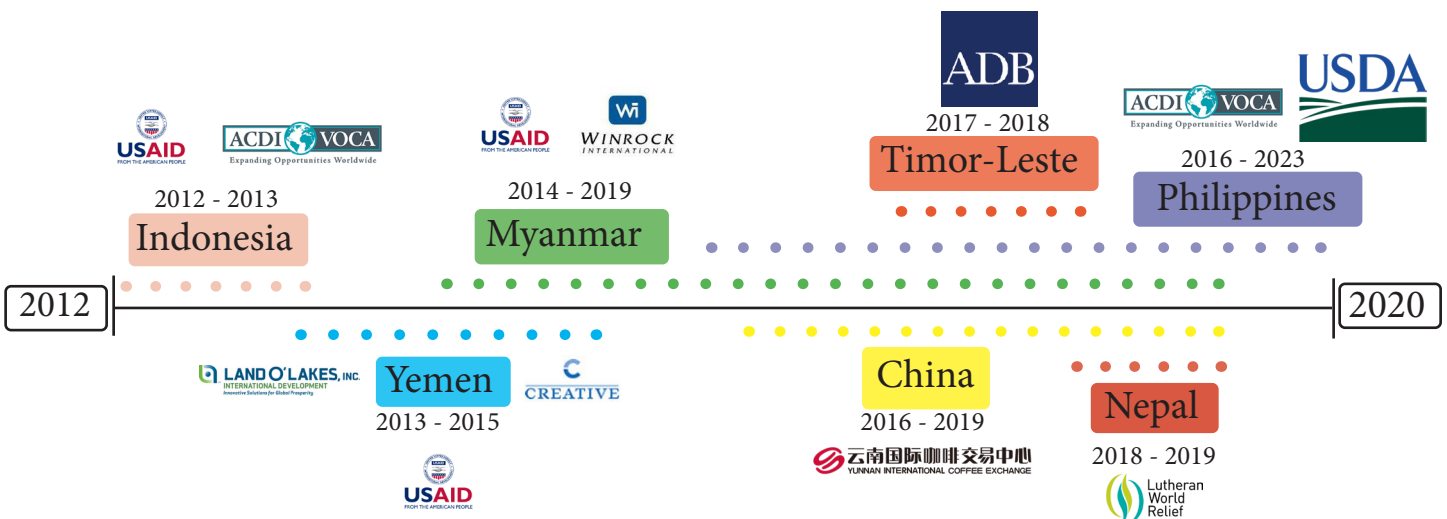 USAID
FROM THE AMERICAN PEOPLE
ACDI VOCA
Expanding Opportunities Worldwide
2012 - 2013
Indonesia
USAID
FROM THE AMERICAN PEOPLE
Wi
WINROCK
INTERNATIONAL
2014 - 2019
Myanmar
ADB
2017 - 2018
Timor-Leste
ACDI VOCA
Expanding Opportunities Worldwide
USDA
2016 - 2023
Philippines
2012
2020
LAND O'LAKES, INC.
INTERNATIONAL DEVELOPMENT
Innovative Solutions for Global Prosperity
Yemen
2013 - 2015
C
CREATIVE
USAID
FROM THE AMERICAN PEOPLE
China
2016 - 2019
云南国际咖啡交易中心
YUNNAN INTERNATIONAL COFFEE EXCHANGE
Nepal
2018 - 2019
Lutheran
World
Relief